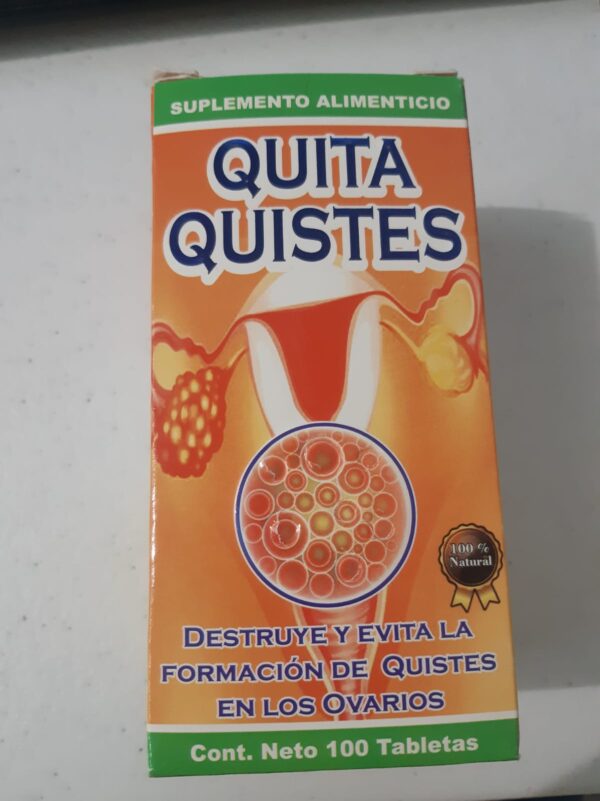 SUPLEMENTO ALIMENTICIO
QUITA
QUISTES
100 %
Natural
DESTRUYE Y EVITA LA
FORMACIÓN DE QUISTES
EN LOS OVARIOS
Cont. Neto 100 Tabletas